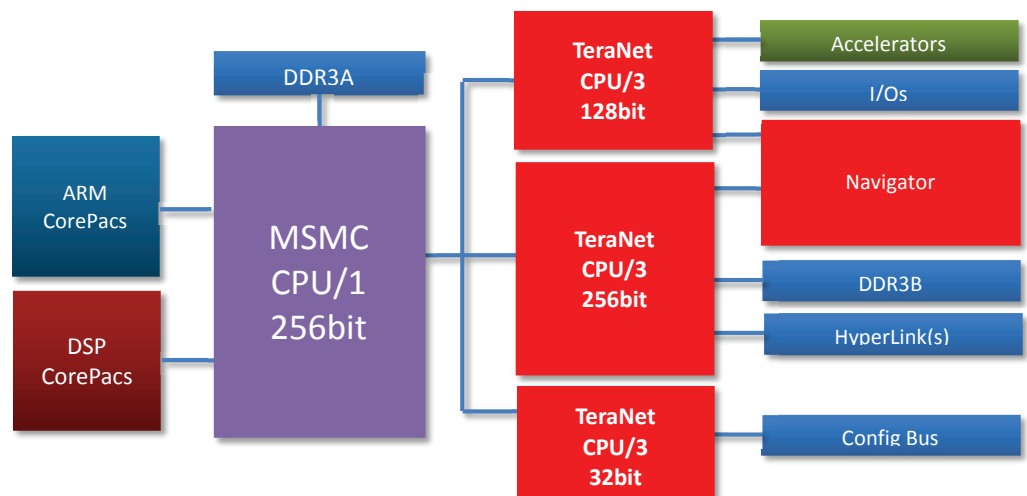 DDR3A
ARM
CorePacs
DSP
CorePacs
MSMC
CPU/1
256bit
TeraNet
CPU/3
128bit
TeraNet
CPU/3
256bit
TeraNet
CPU/3
32bit
Accelerators
I/Os
Navigator
DDR3B
HyperLink(s)
Config Bus